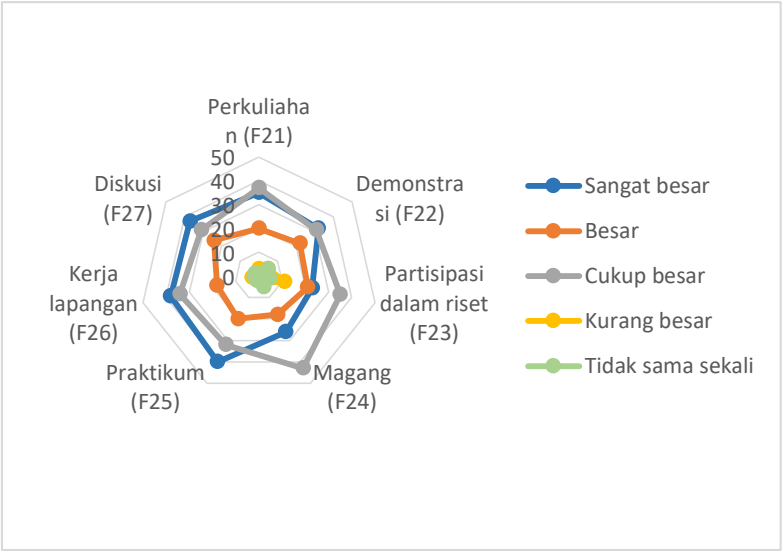 Perkuliaha
n (F21)
50
40
30
20
10
0
Demonstra
si (F22)
Partisipasi
dalam riset
(F23)
Magang
(F24)
Praktikum
(F25)
Kerja
lapangan
(F26)
Diskusi
(F27)
Sangat besar
Besar
Cukup besar
Kurang besar
Tidak sama sekali